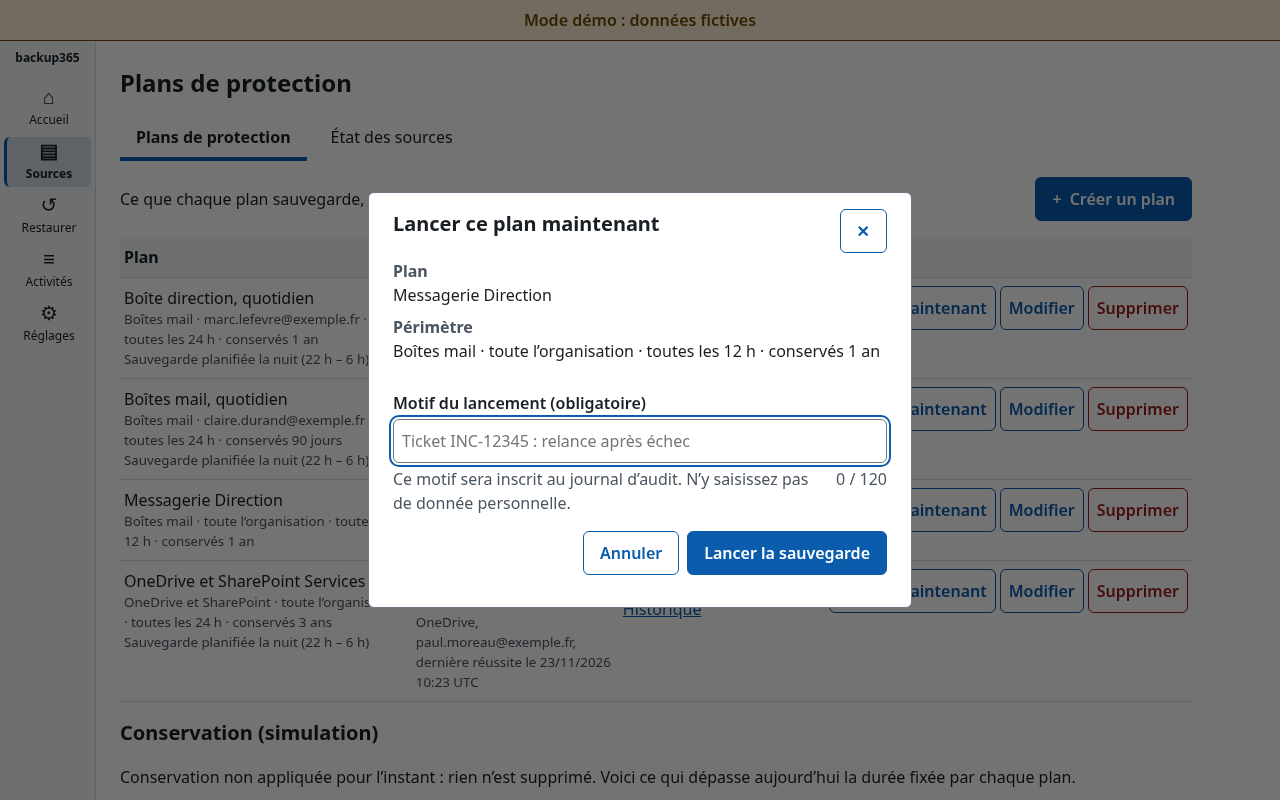 Mode démo : données fictives
backup365
Accueil
Sources
Restaurer
Activités
Réglages
Plans de protection
Plans de protection
État des sources
Ce que chaque plan sauvegarde,
+ Créer un plan
Plan
Boîte direction, quotidien
Boîtes mail · marc.lefevre@exemple.fr ·
toutes les 24 h · conservés 1 an
Sauvegarde planifiée la nuit (22 h – 6 h)
Modifier
Supprimer
Boîtes mail, quotidien
Boîtes mail · claire.durand@exemple.fr
toutes les 24 h · conservés 90 jours
Sauvegarde planifiée la nuit (22 h – 6 h)
Modifier
Supprimer
Messagerie Direction
Boîtes mail · toute l’organisation · toute
12 h · conservés 1 an
Modifier
Supprimer
OneDrive et SharePoint Services
OneDrive et SharePoint · toute l’organis
· toutes les 24 h · conservés 3 ans
Sauvegarde planifiée la nuit (22 h – 6 h)
OneDrive,
paul.moreau@exemple.fr,
dernière réussite le 23/11/2026
10:23 UTC
Historique
Modifier
Supprimer
Lancer ce plan maintenant
×
Plan
Messagerie Direction
Périmètre
Boîtes mail · toute l’organisation · toutes les 12 h · conservés 1 an
Motif du lancement (obligatoire)
Ticket INC-12345 : relance après échec
Ce motif sera inscrit au journal d’audit. N’y saisissez pas
de donnée personnelle.
0 / 120
Annuler
Lancer la sauvegarde
Conservation (simulation)
Conservation non appliquée pour l’instant : rien n’est supprimé. Voici ce qui dépasse aujourd’hui la durée fixée par chaque plan.